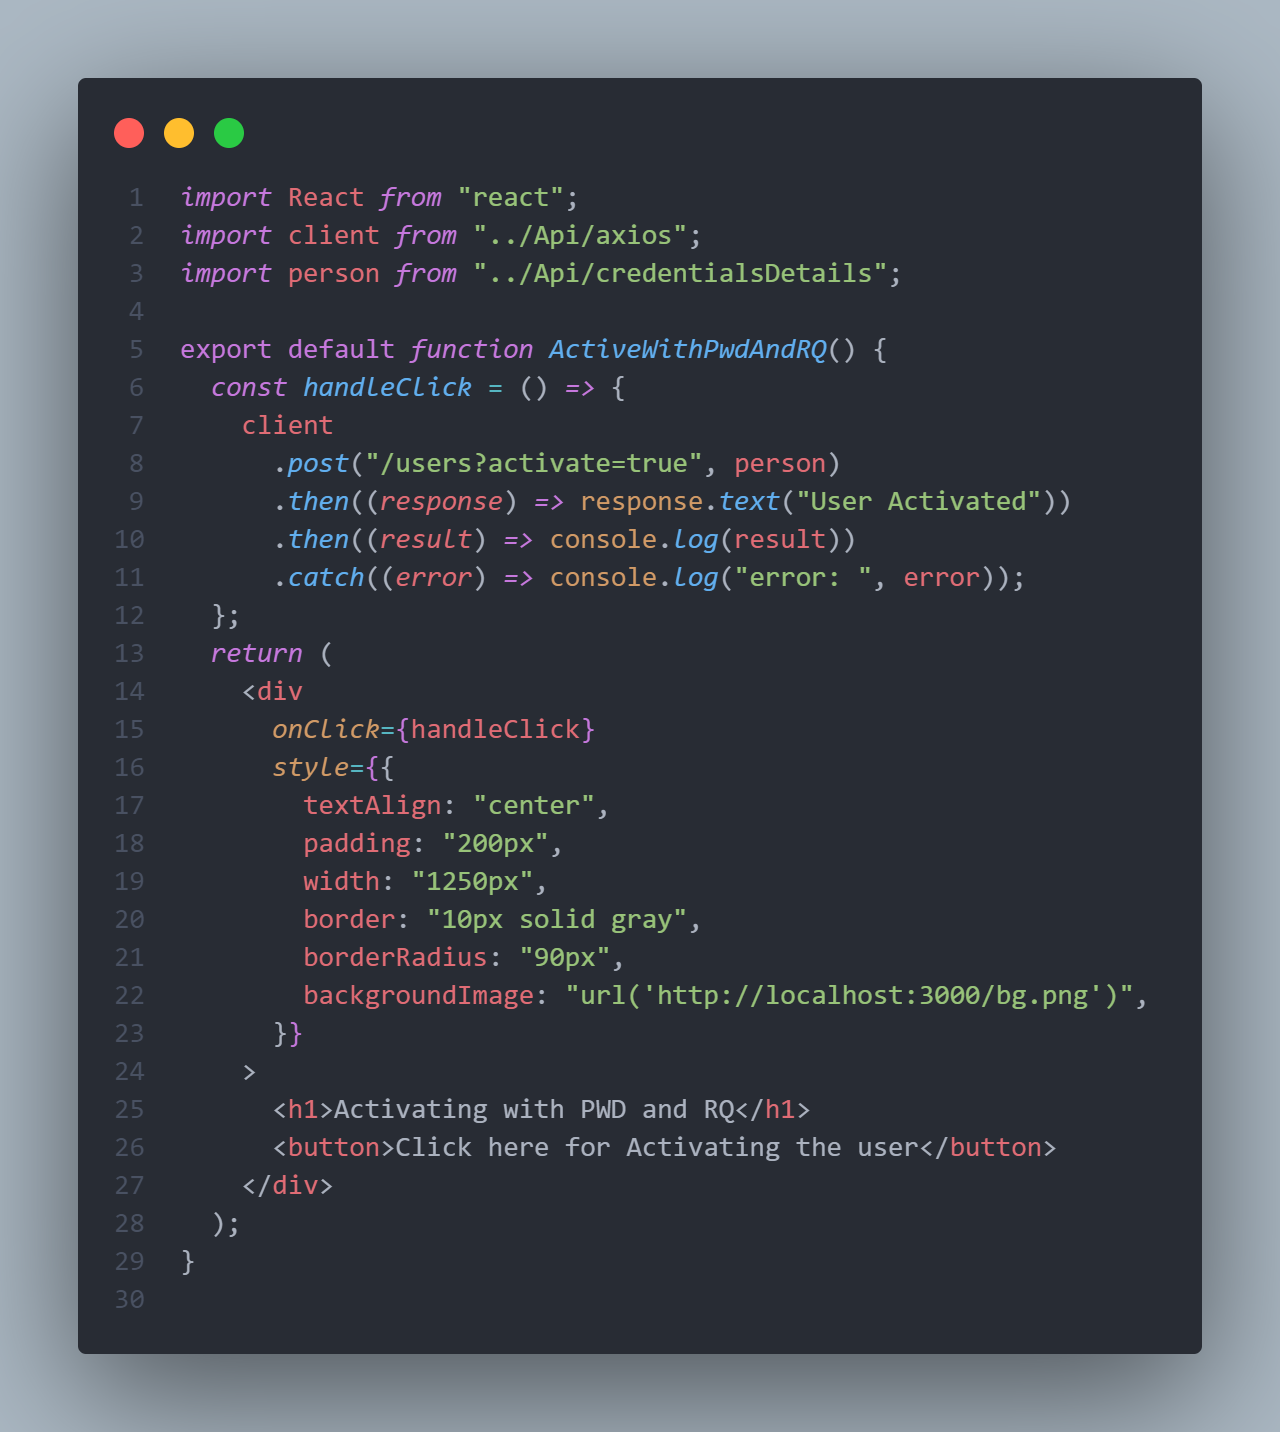 1 import React from "react";
2 import client from "../Api/axios";
3 import person from "../Api/credentialsDetails";
4
5 export default function ActiveWithPwdAndRQ() {
6   const handleClick = () => {
7     client
8       .post("/users?activate=true", person)
9       .then((response) => response.text("User Activated"))
10       .then((result) => console.log(result))
11       .catch((error) => console.log("error: ", error));
12   };
13   return (
14     <div
15       onClick={handleClick}
16       style={{
17         textAlign: "center",
18         padding: "200px",
19         width: "1250px",
20         border: "10px solid gray",
21         borderRadius: "90px",
22         backgroundImage: "url('http://localhost:3000/bg.png')",
23       }}
24     >
25       <h1>Activating with PWD and RQ</h1>
26       <button>Click here for Activating the user</button>
27     </div>
28   );
29 }
30